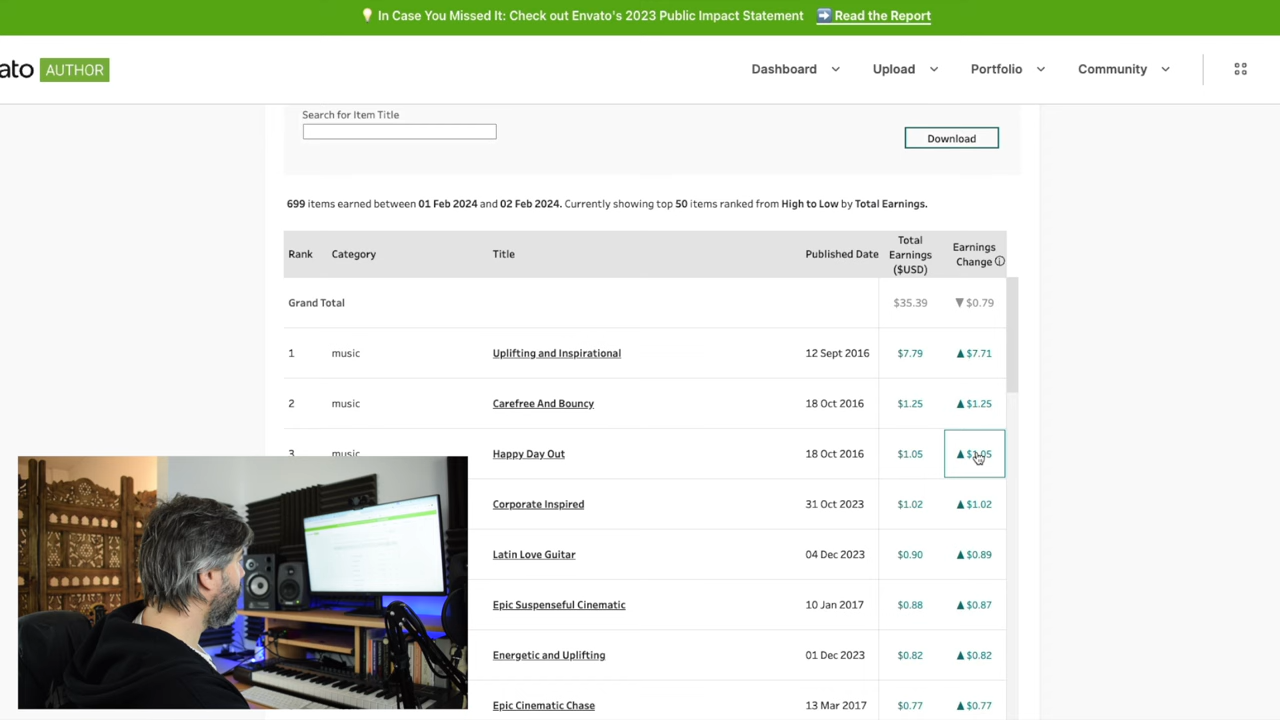 💡 In Case You Missed It: Check out Envato's 2023 Public Impact Statement ➡️ Read the Report
ato AUTHOR
Dashboard Upload Portfolio Community
Search for Item Title
Download
699 items earned between 01 Feb 2024 and 02 Feb 2024. Currently showing top 50 items ranked from High to Low by Total Earnings.
Rank Category Title Published Date Total Earnings ($USD) Earnings Change
Grand Total $35.39 ▼ $0.79
1 music Uplifting and Inspirational 12 Sept 2016 $7.79 ▲ $7.71
2 music Carefree And Bouncy 18 Oct 2016 $1.25 ▲ $1.25
3 music Happy Day Out 18 Oct 2016 $1.05 ▲
Corporate Inspired 31 Oct 2023 $1.02 ▲ $1.02
Latin Love Guitar 04 Dec 2023 $0.90 ▲ $0.89
Epic Suspenseful Cinematic 10 Jan 2017 $0.88 ▲ $0.87
Energetic and Uplifting 01 Dec 2023 $0.82 ▲ $0.82
Epic Cinematic Chase 13 Mar 2017 $0.77 ▲ $0.77